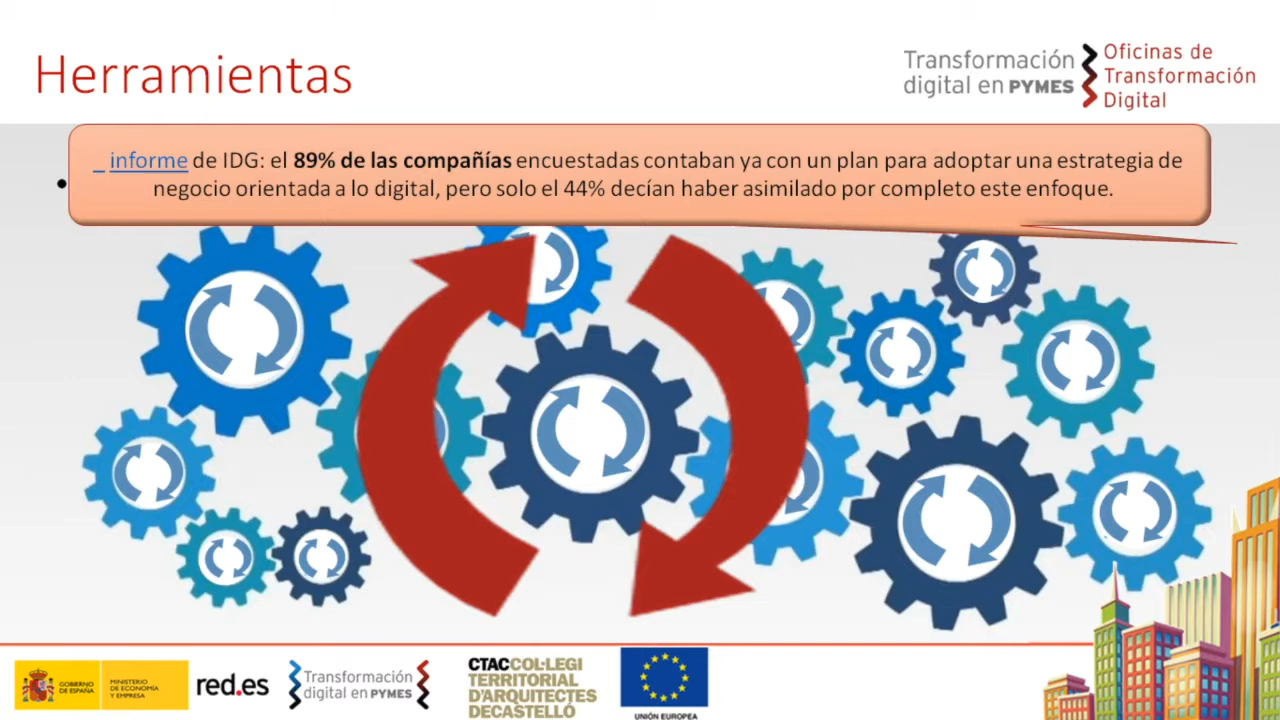 Herramientas
Transformación
digital en PYMES
Oficinas de
Transformación
Digital
_ informe de IDG: el 89% de las compañías encuestadas contaban ya con un plan para adoptar una estrategia de
negocio orientada a lo digital, pero solo el 44% decían haber asimilado por completo este enfoque.
GOBIERNO
DE ESPAÑA
MINISTERIO
DE ECONOMÍA
Y EMPRESA
red.es
Transformación
digital en PYMES
CTACCOL·LEGI
TERRITORIAL
D'ARQUITECTES
DECASTELLÓ
UNIÓN EUROPEA